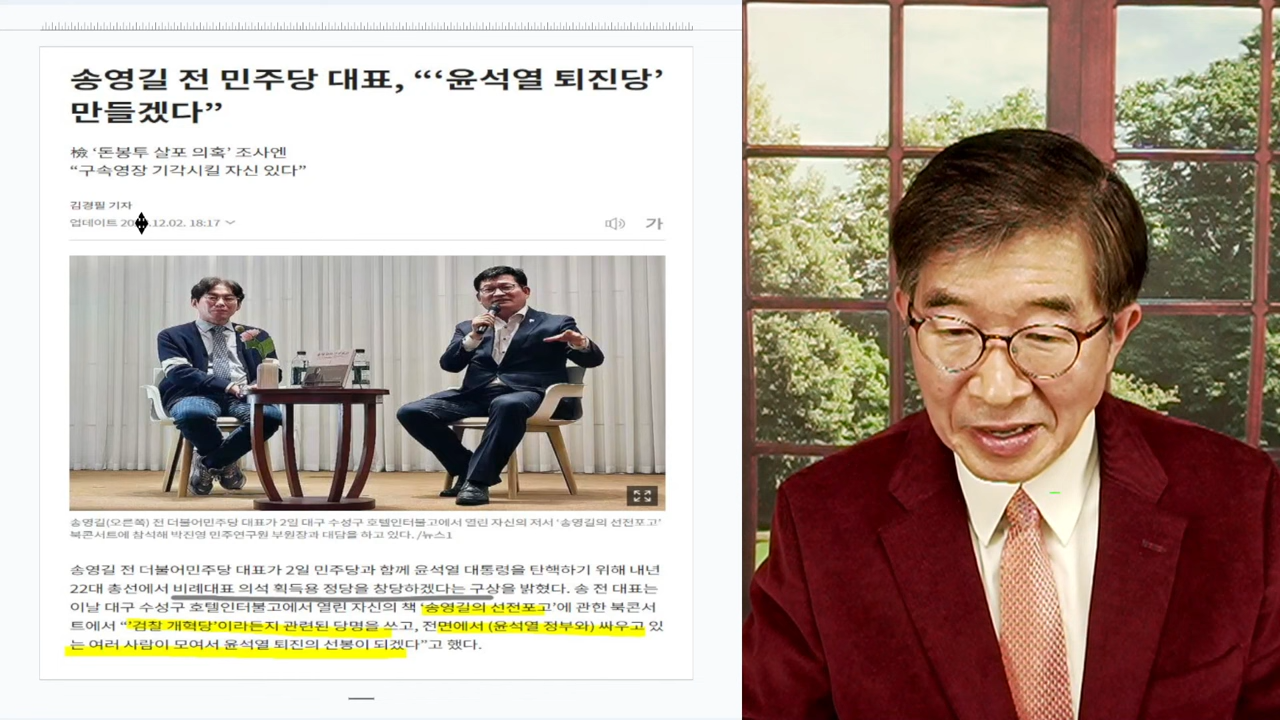 송영길 전 민주당 대표, “‘윤석열 퇴진당’
만들겠다”
檢 ‘돈봉투 살포 의혹’ 조사엔
“구속영장 기각시킬 자신 있다”
김경필 기자
업데이트 .12.02. 18:17
가
송영길(오른쪽) 전 더불어민주당 대표가 2일 대구 수성구 호텔인터불고에서 열린 자신의 저서 ‘송영길의 선전포고’
북콘서트에 참석해 박진영 민주연구원 부원장과 대담을 하고 있다. /뉴스1
송영길 전 더불어민주당 대표가 2일 민주당과 함께 윤석열 대통령을 탄핵하기 위해 내년
22대 총선에서 비례대표 의석 획득용 정당을 창당하겠다는 구상을 밝혔다. 송 전 대표는
이날 대구 수성구 호텔인터불고에서 열린 자신의 책 ‘송영길의 선전포고’에 관한 북콘서
트에서 “‘검찰 개혁당’이라든지 관련된 당명을 쓰고, 전면에서 (윤석열 정부와) 싸우고 있
는 여러 사람이 모여서 윤석열 퇴진의 선봉이 되겠다”고 했다.